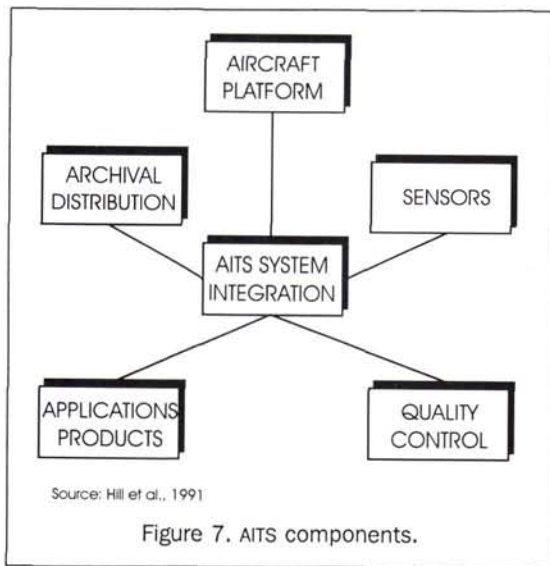 AIRCRAFT
PLATFORM
ARCHIVAL
DISTRIBUTION
SENSORS
AITS SYSTEM
INTEGRATION
APPLICATIONS
PRODUCTS
QUALITY
CONTROL
Source: Hill et al., 1991
Figure 7. AITS components.